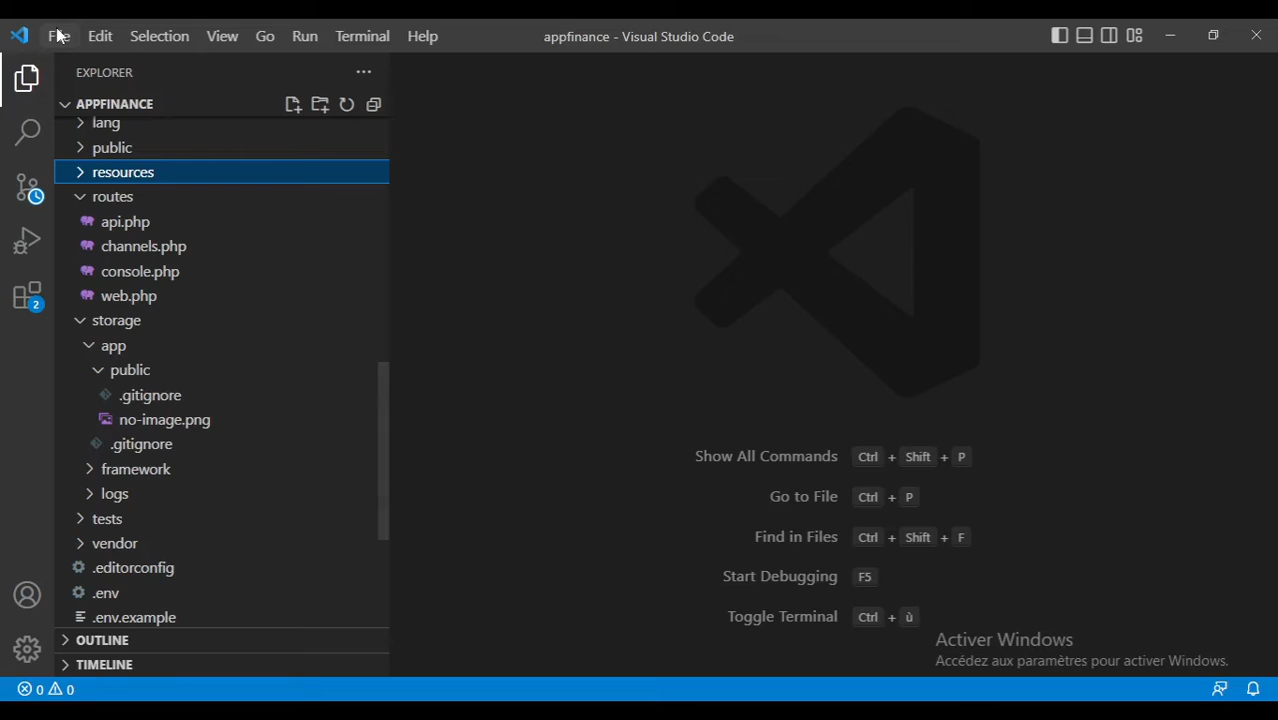 File Edit Selection View Go Run Terminal Help appfinance - Visual Studio Code
EXPLORER
APPFINANCE
lang
public
resources
routes
api.php
channels.php
console.php
web.php
storage
app
public
.gitignore
no-image.png
.gitignore
framework
logs
tests
vendor
.editorconfig
.env
.env.example
OUTLINE
TIMELINE
2
Show All Commands Ctrl + Shift + P
Go to File Ctrl + P
Find in Files Ctrl + Shift + F
Start Debugging F5
Toggle Terminal Ctrl + ù
Activer Windows
Accédez aux paramètres pour activer Windows.
0 0